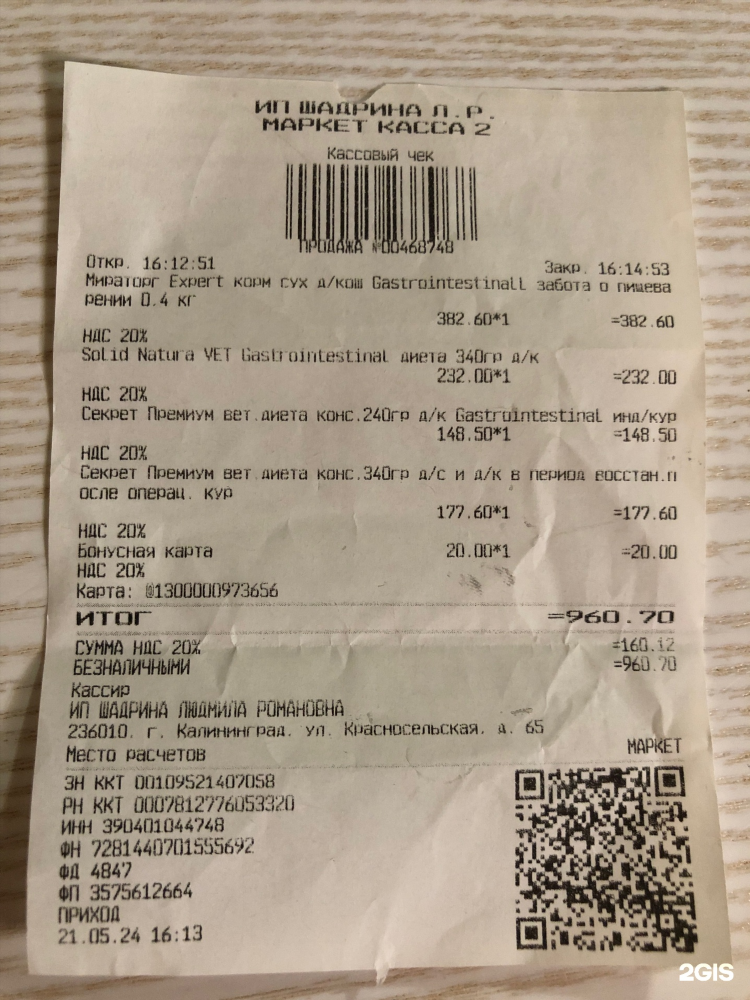 ИП ШАДРИНА Л.Р.
МАРКЕТ КАССА 2
Кассовый чек
ПРОДАЖА №00468748
Откр. 16:12:51 Закр. 16:14:53
Мираторг Expert корм сух д/кош Gastrointestinall забота о пищева
рении 0.4 кг
382.60*1 =382.60
НДС 20%
Solid Natura VET Gastrointestinal диета 340гр д/к
232.00*1 =232.00
НДС 20%
Секрет Премиум вет.диета конс.240гр д/к Gastrointestinal инд/кур
148.50*1 =148.50
НДС 20%
Секрет Премиум вет.диета конс.340гр д/с и д/к в период восстан.п
осле операц. кур
177.60*1 =177.60
НДС 20%
Бонусная карта 20.00*1 =20.00
НДС 20%
Карта: @1300000973656
ИТОГ =960.70
СУММА НДС 20% =160.12
БЕЗНАЛИЧНЫМИ =960.70
Кассир
ИП ШАДРИНА ЛЮДМИЛА РОМАНОВНА
236010, г. Калининград, ул. Красносельская, д. 65
Место расчетов МАРКЕТ
ЗН ККТ 00109521407058
РН ККТ 0007812776053320
ИНН 390401044748
ФН 7281440701555692
ФД 4847
ФП 3575612664
ПРИХОД
21.05.24 16:13
2GIS